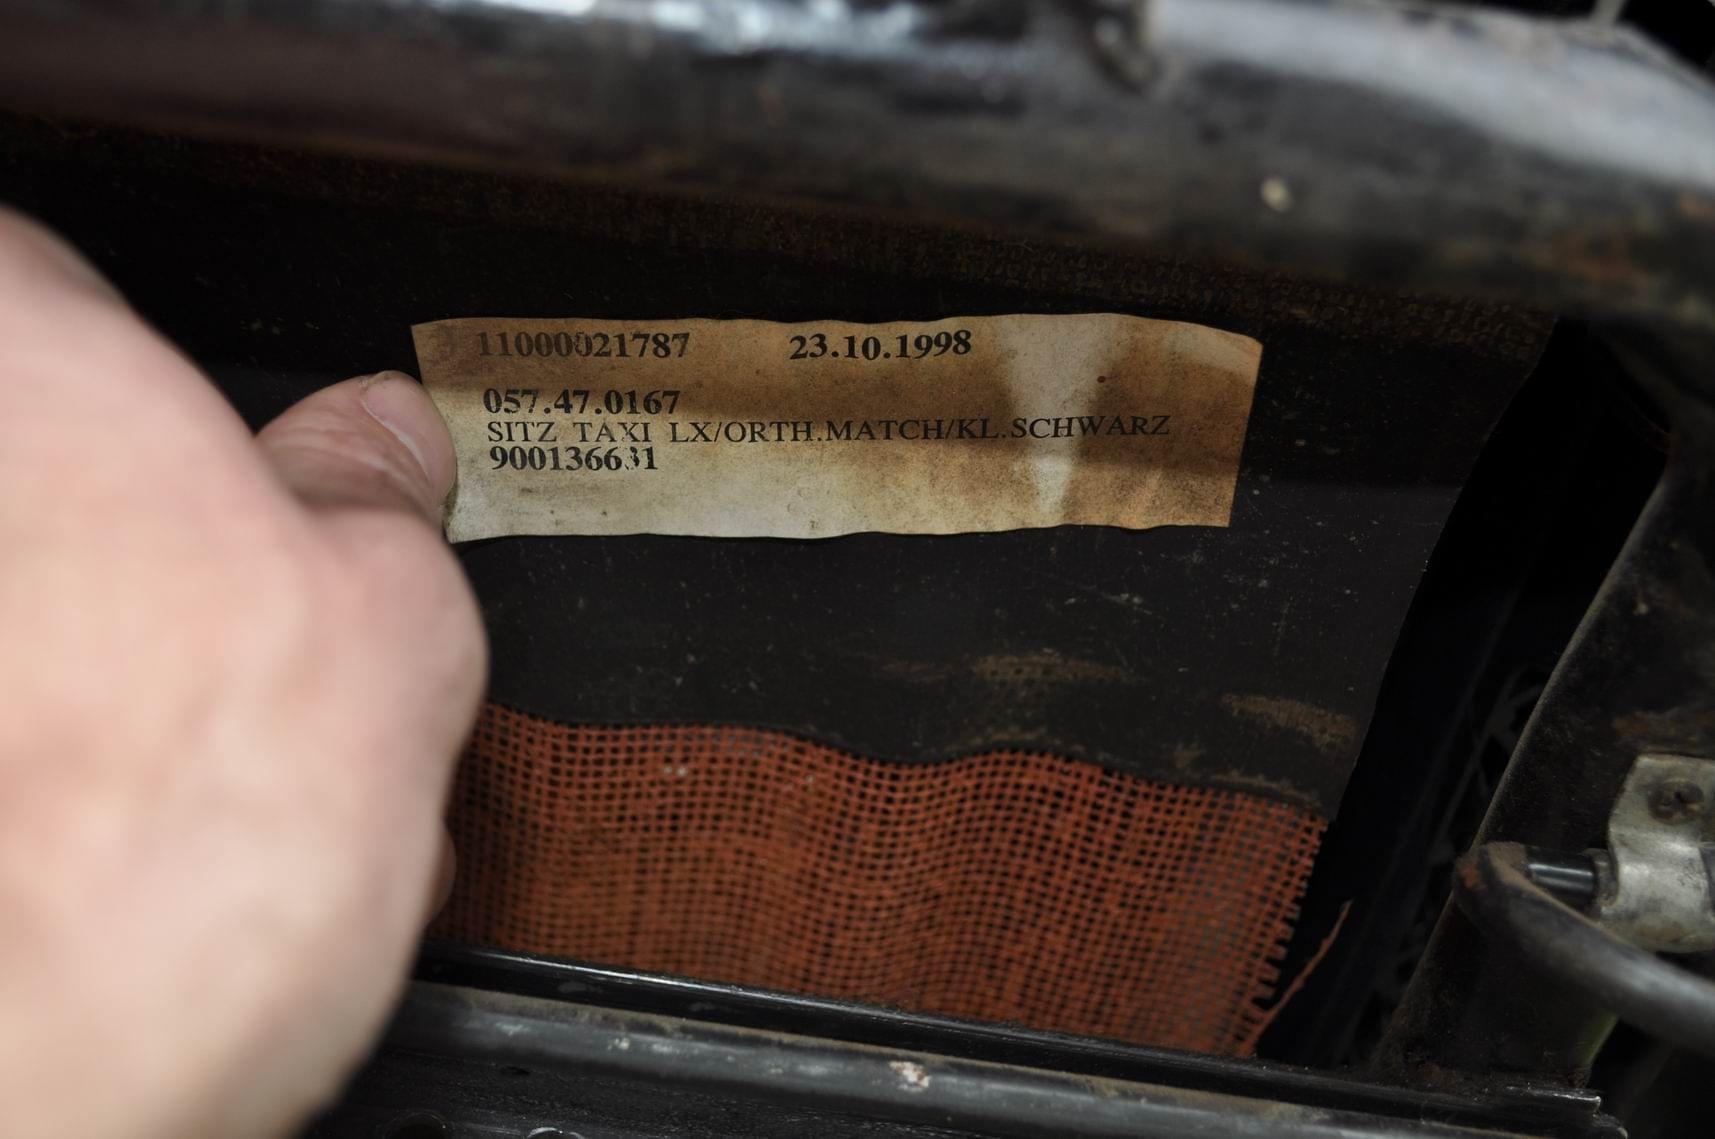 11000021787 23.10.1998
057.47.0167
SITZ TAXI LX/ORTH.MATCH/KL.SCHWARZ
900136631